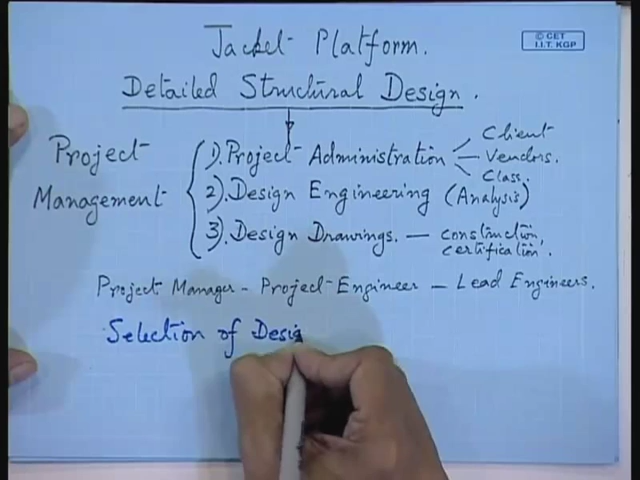 Jacket Platform.
© CET
I.I.T. KGP
Detailed Structural Design.
Project Management
1). Project Administration
Client
Vendors.
Class.
2). Design Engineering (Analysis)
3). Design Drawings. — construction, certification.
Project Manager - Project Engineer - Lead Engineers.
Selection of Desig